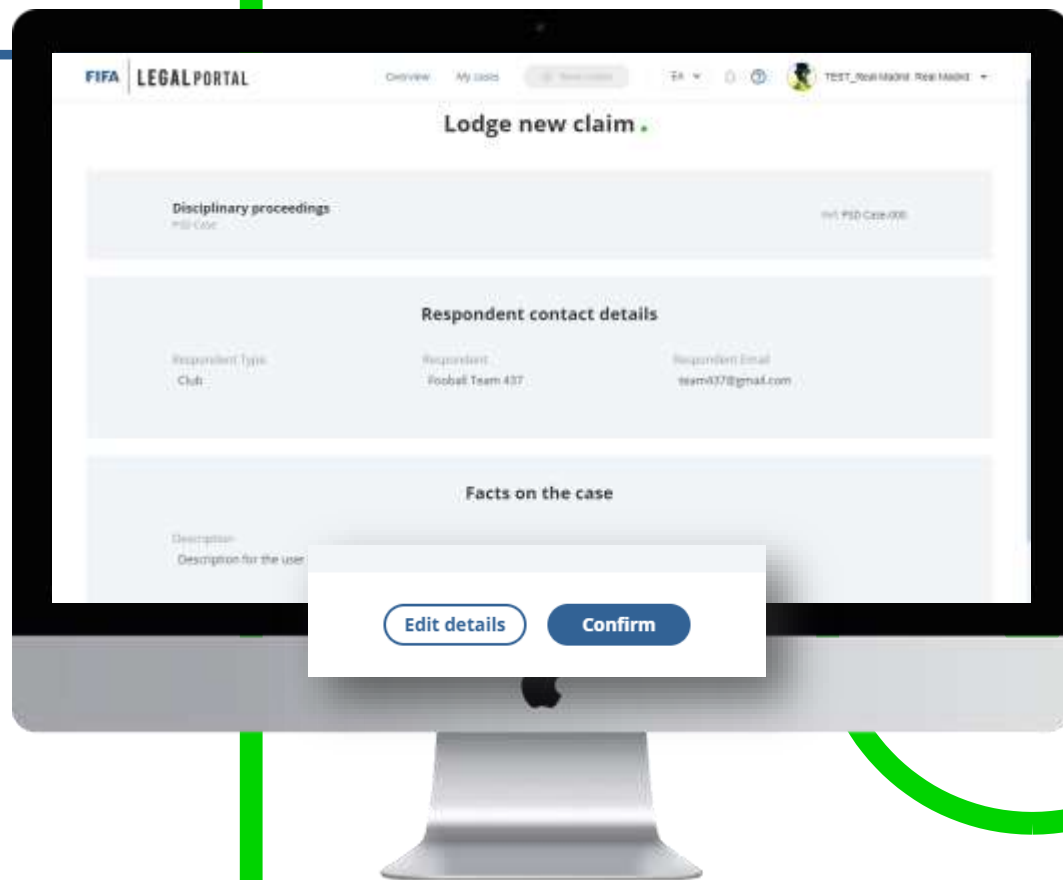 FIFA LEGALPORTAL Overview My cases EN TEST_Real Madrid Real Madrid
Lodge new claim .
Disciplinary proceedings
PSD Case
PSD Case-000
Respondent contact details
Respondent Type Respondent Respondent Email
Club Fooball Team 437 team437@gmail.com
Facts on the case
Description
Description for the user
Edit details Confirm